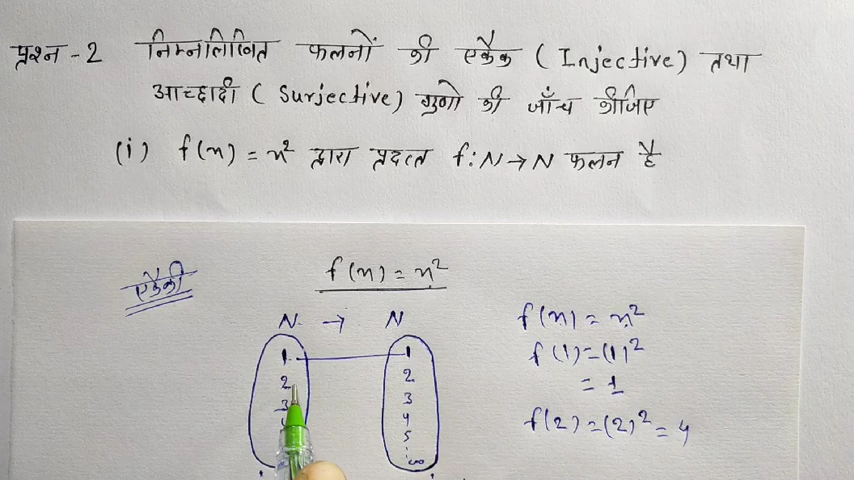 प्रश्न - 2 निम्नलिखित फलनों की एकैक ( Injective ) तथा
आच्छादी ( Surjective ) गुणो की जाँच कीजिए
(i) f(x) = x² द्वारा प्रदत्त f : N → N फलन है
एकैकी
f(x) = x²
N → N
1 1
2 2
3 3
4
5
∞
f(x) = x²
f(1) = (1)²
= 1
f(2) = (2)² = 4